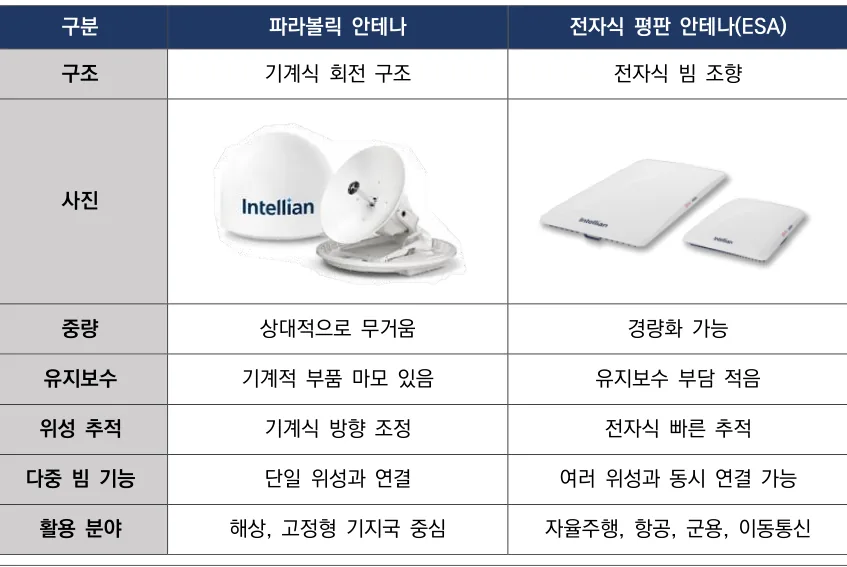 구분 파라볼릭 안테나 전자식 평판 안테나(ESA)
구조 기계식 회전 구조 전자식 빔 조향
사진
Intellian
Intellian
Intellian
중량 상대적으로 무거움 경량화 가능
유지보수 기계적 부품 마모 있음 유지보수 부담 적음
위성 추적 기계식 방향 조정 전자식 빠른 추적
다중 빔 기능 단일 위성과 연결 여러 위성과 동시 연결 가능
활용 분야 해상, 고정형 기지국 중심 자율주행, 항공, 군용, 이동통신